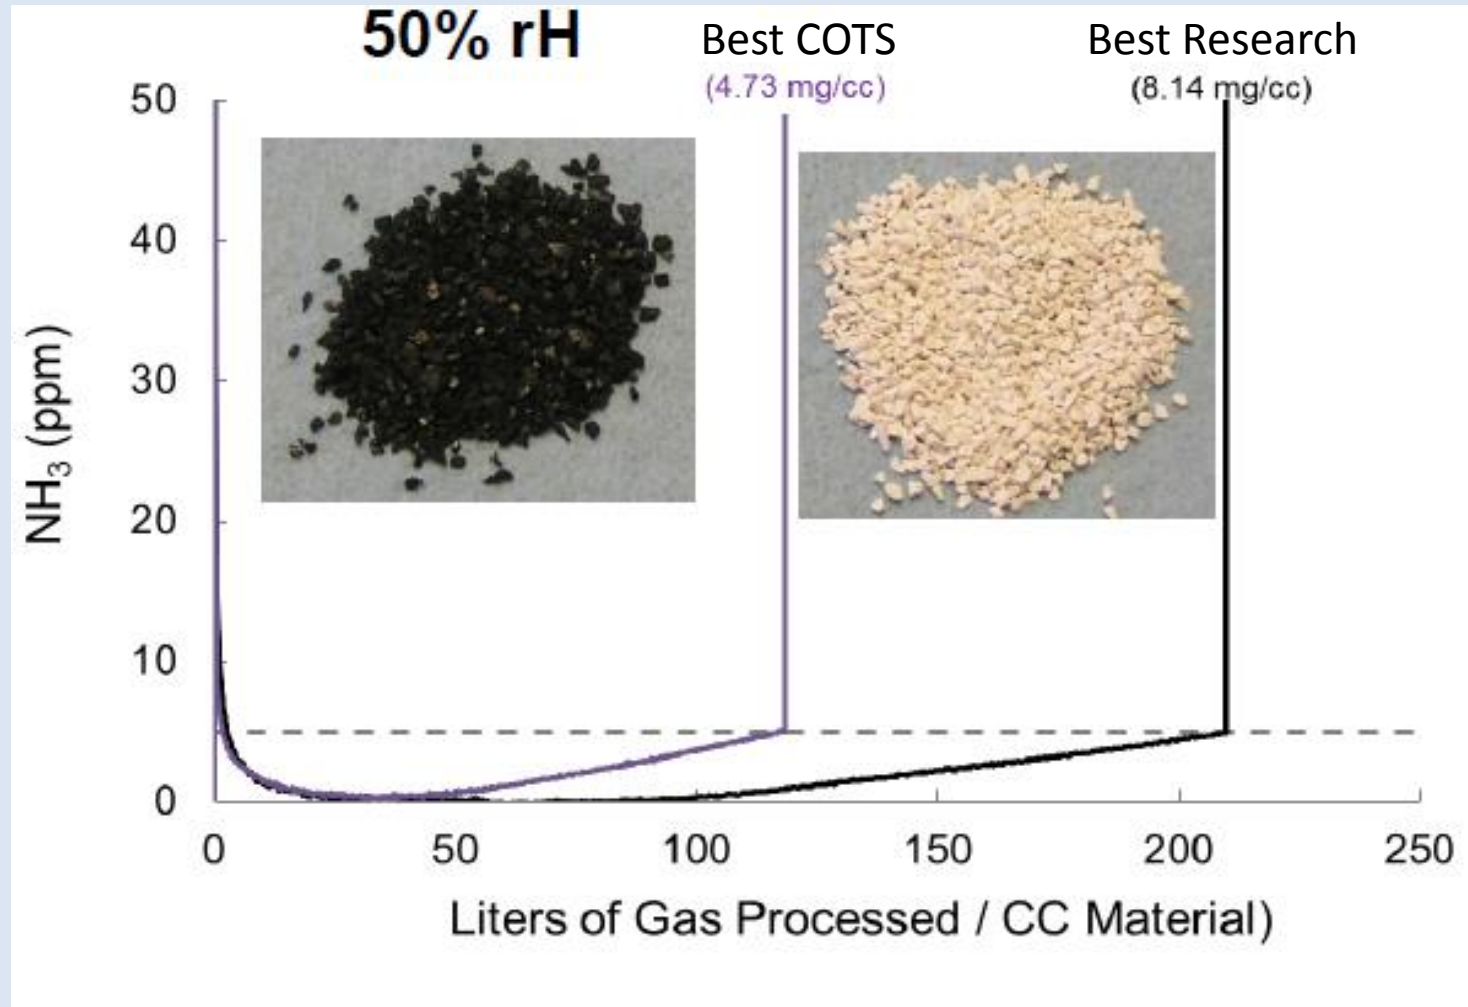 50% rH
Best COTS
(4.73 mg/cc)
Best Research
(8.14 mg/cc)
NH₃ (ppm)
50
40
30
20
10
0
0 50 100 150 200 250
Liters of Gas Processed / CC Material)